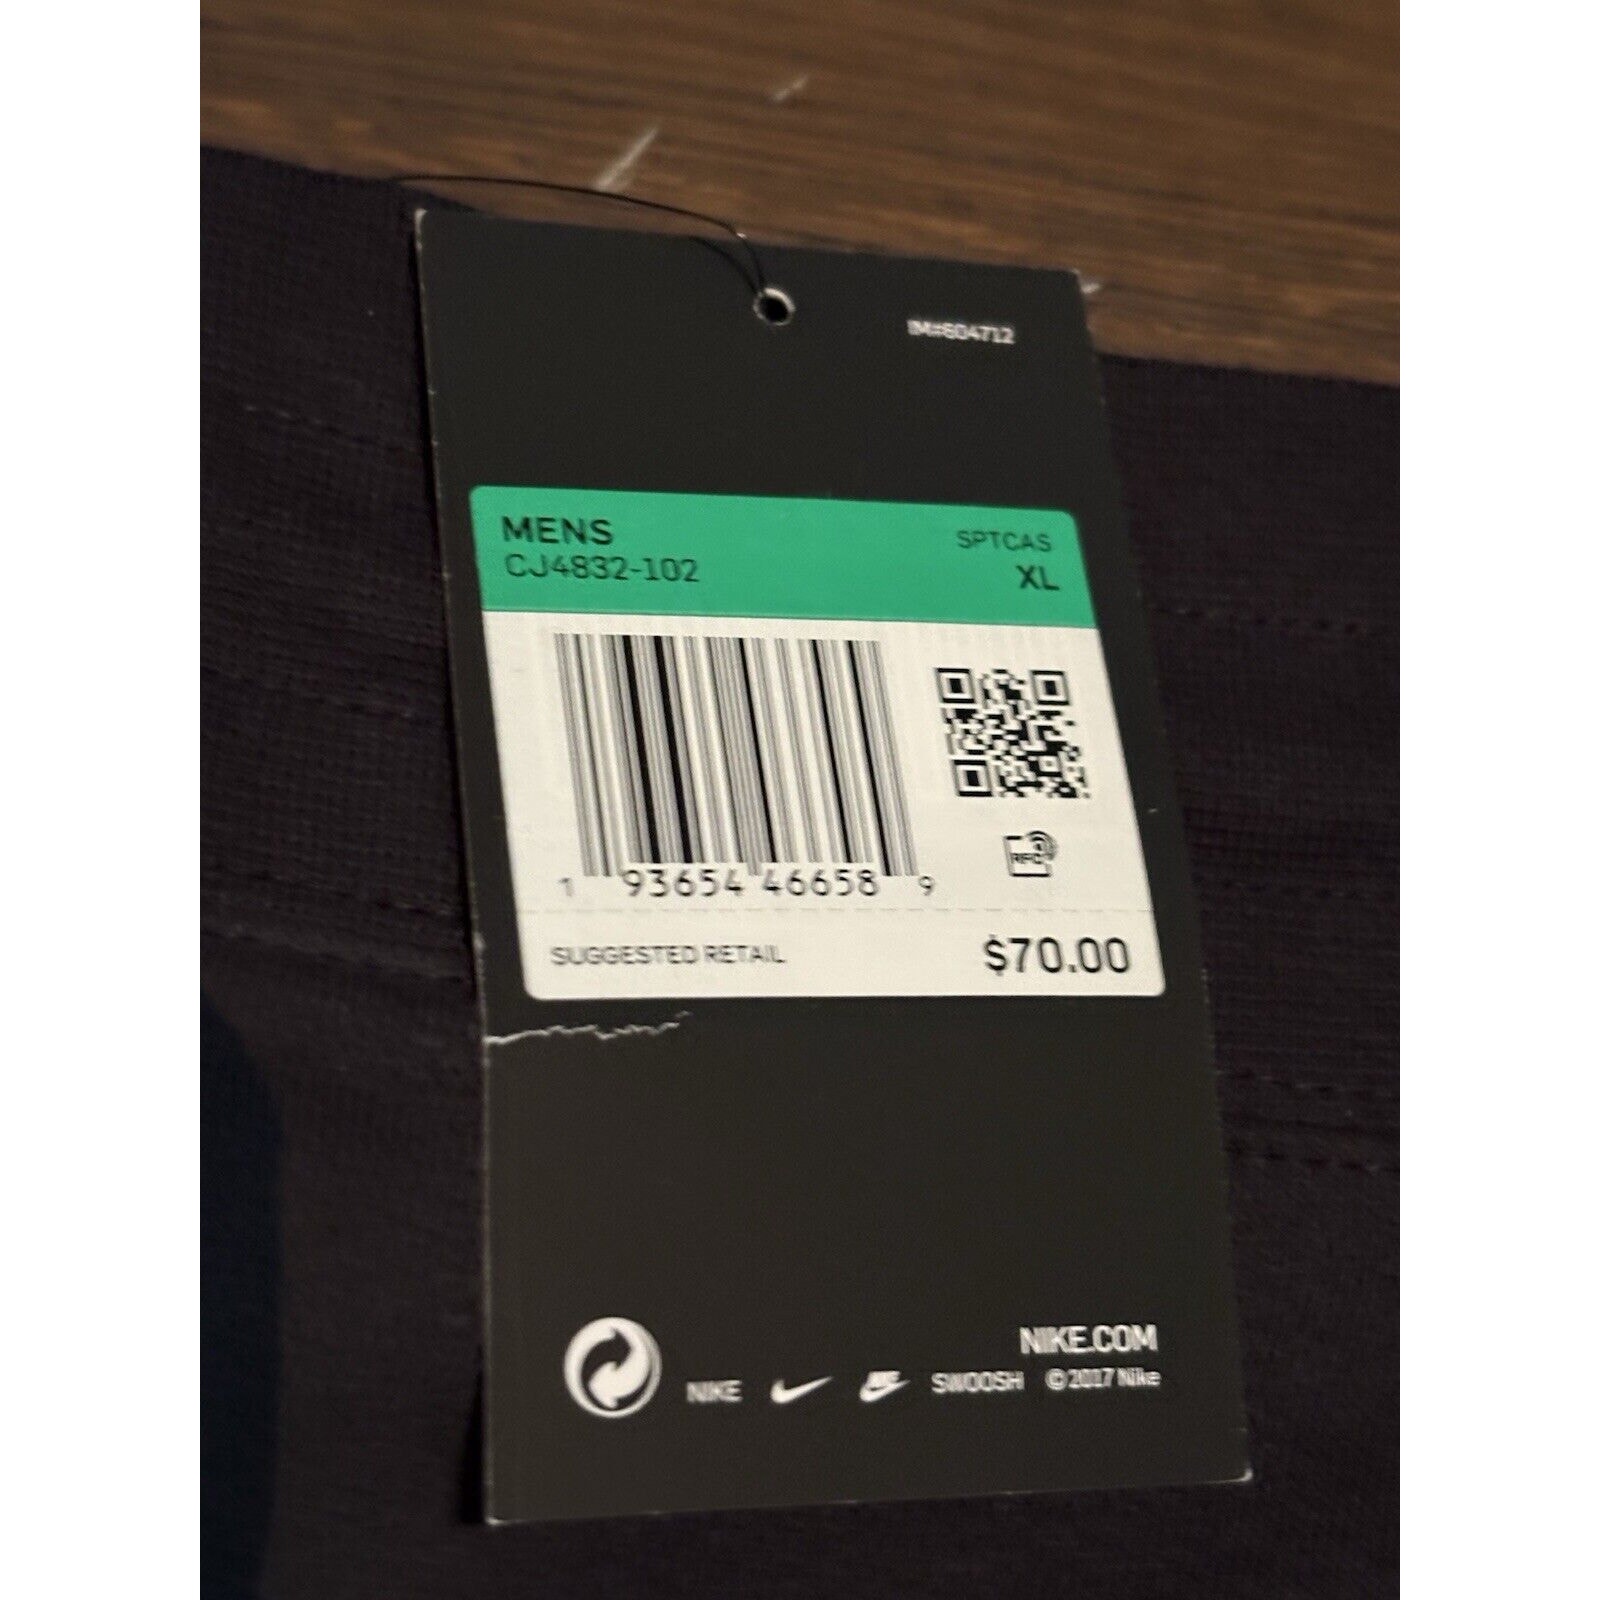 IM#604712
MENS
CJ4832-102
SPTCAS
XL
1 93654 46658 9
RFID
SUGGESTED RETAIL $70.00
NIKE.COM
NIKE SWOOSH © 2017 Nike